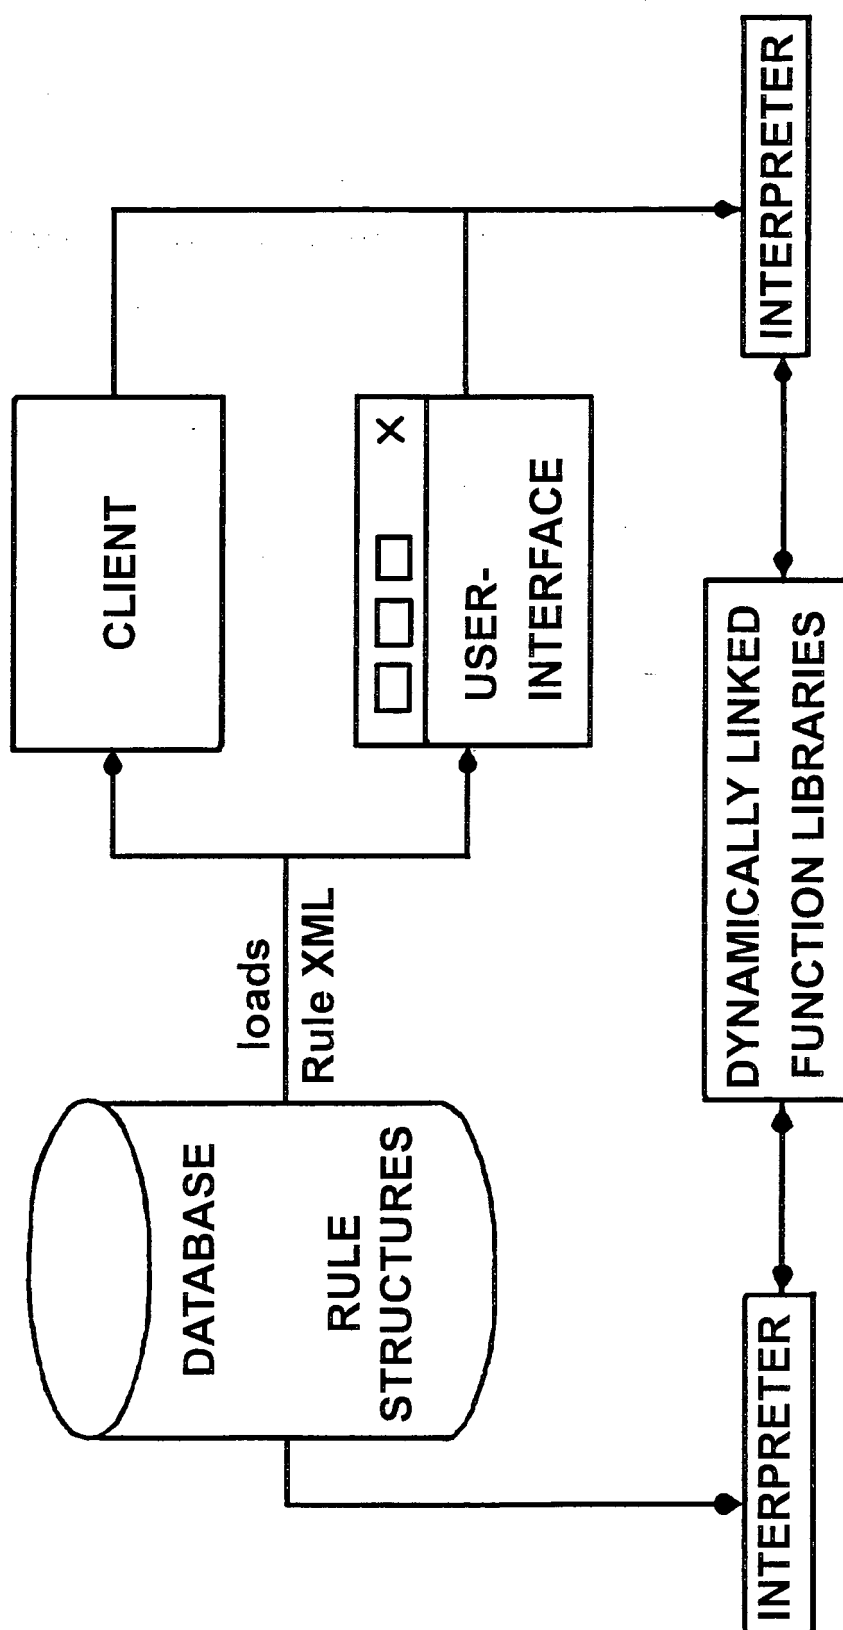 DATABASE
RULE
STRUCTURES
loads
Rule XML
CLIENT
X
USER-
INTERFACE
INTERPRETER
DYNAMICALLY LINKED
FUNCTION LIBRARIES
INTERPRETER